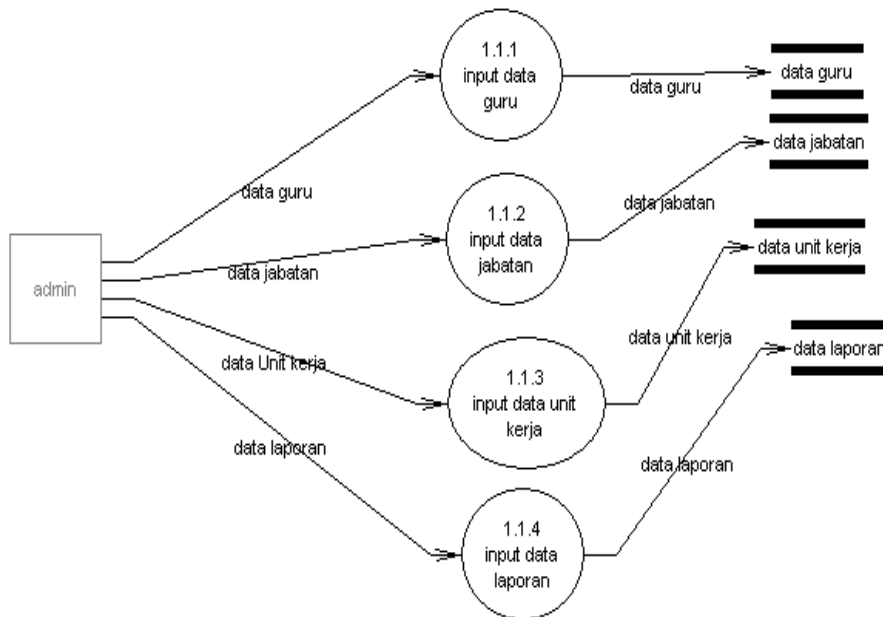 1.1.1
input data
guru
data guru
data guru
data guru
data jabatan
1.1.2
input data
jabatan
data jabatan
data jabatan
admin
data unit kerja
data Unit kerja
1.1.3
input data unit
kerja
data unit kerja
data laporan
data laporan
data laporan
1.1.4
input data
laporan